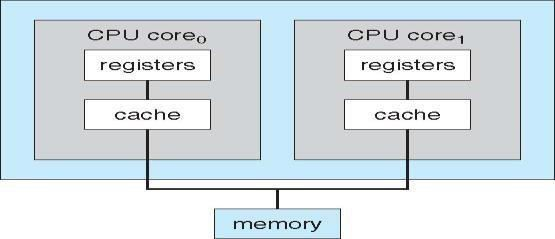 CPU core₀
registers
cache
CPU core₁
registers
cache
memory